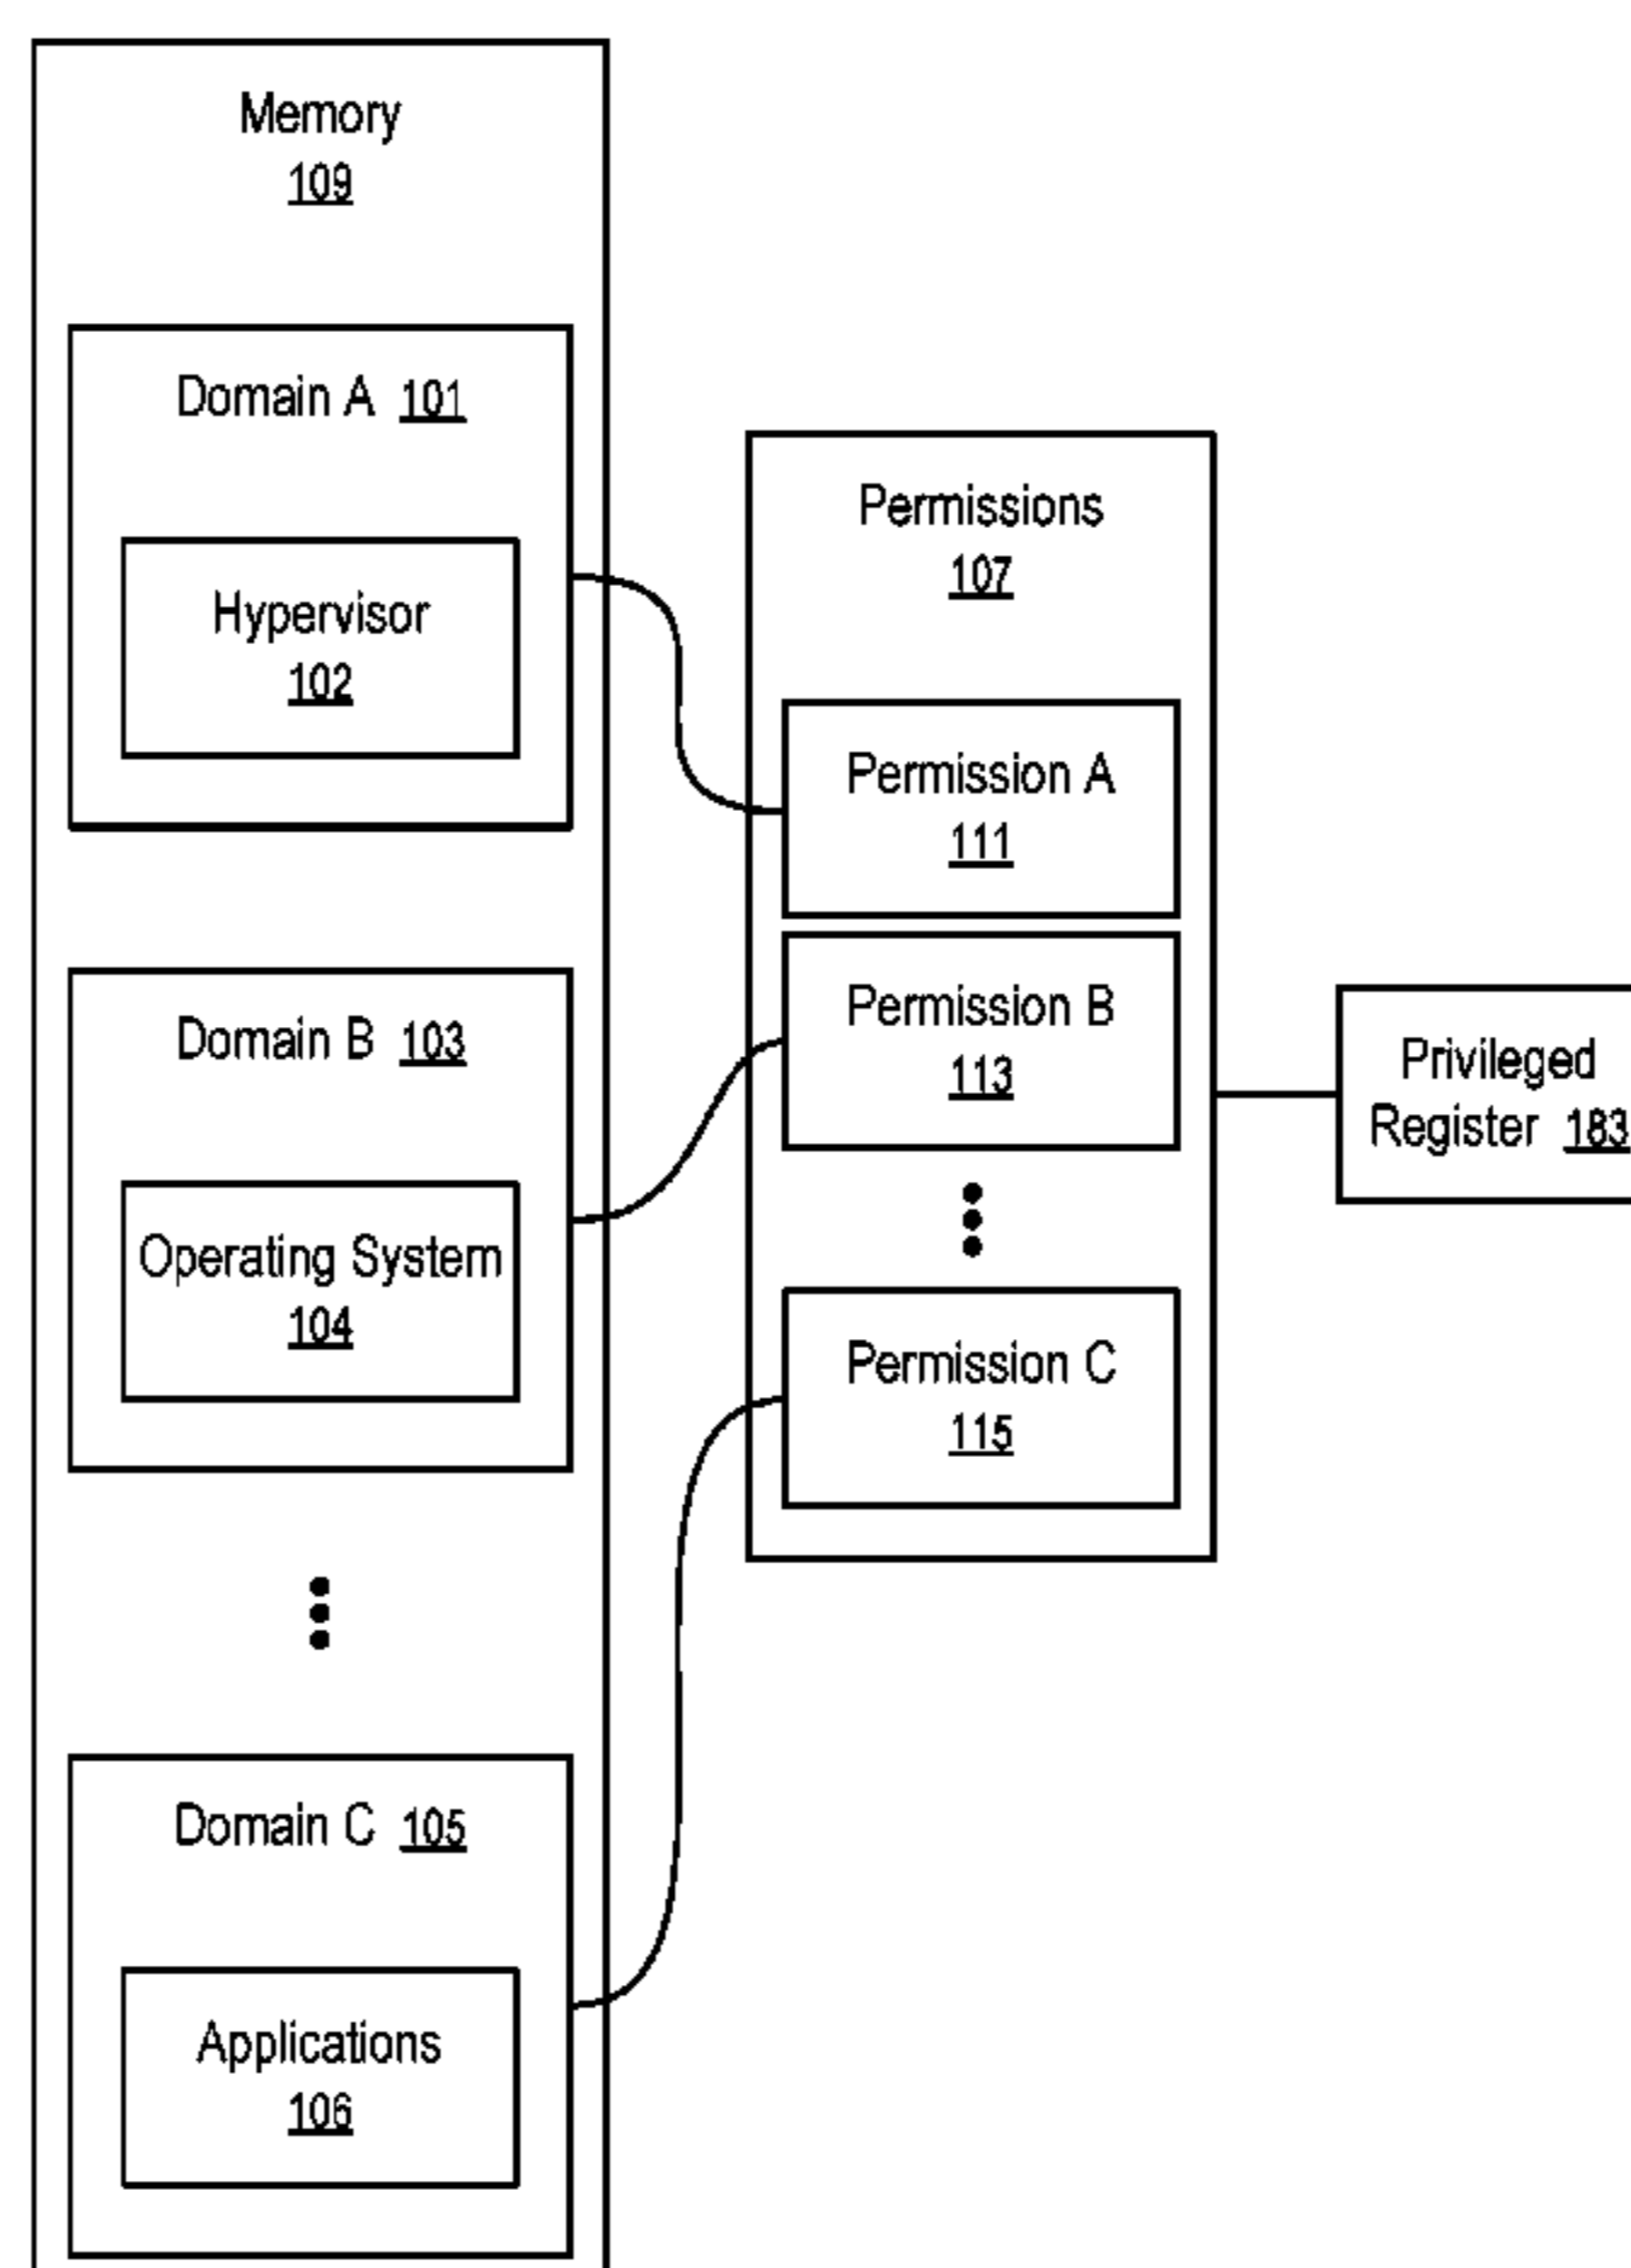 Memory
109
Domain A 101
Hypervisor
102
Domain B 103
Operating System
104
Domain C 105
Applications
106
Permissions
107
Permission A
111
Permission B
113
Permission C
115
Privileged
Register 183